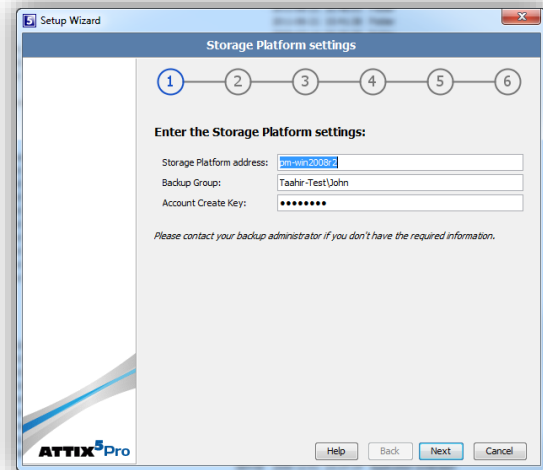 Setup Wizard
Storage Platform settings
1 2 3 4 5 6
Enter the Storage Platform settings:
Storage Platform address: pm-win2008r2
Backup Group: Taahir-Test\John
Account Create Key: ●●●●●●●●
Please contact your backup administrator if you don't have the required information.
ATTIX5Pro
Help Back Next Cancel